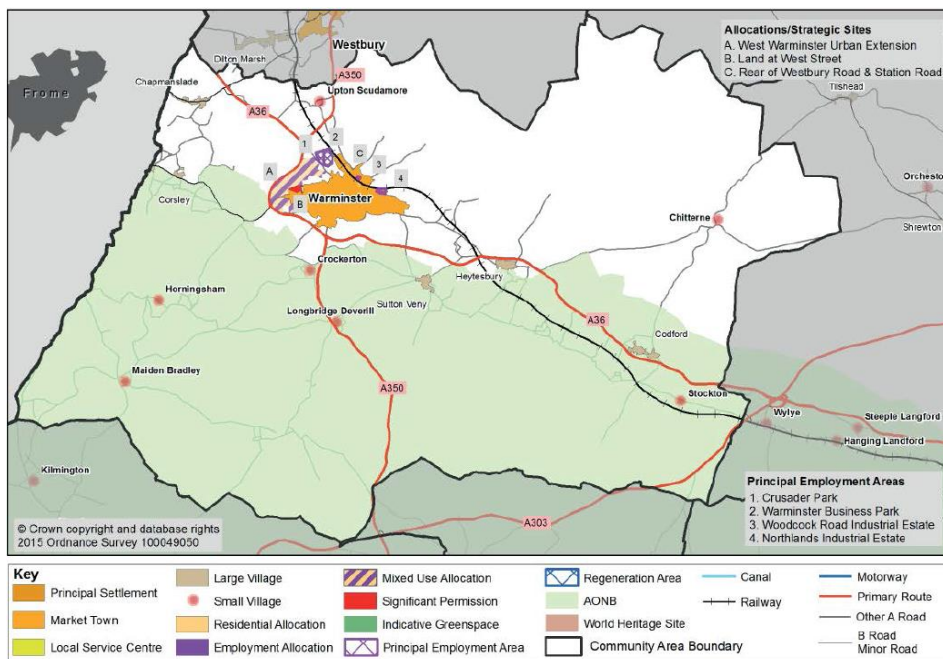 Westbury
Dilton Marsh
A350
Chapmanslade
Upton Scudamore
A36
Frome
1
2
C
3
4
A
B
Warminster
Corsley
Allocations/Strategic Sites
A. West Warminster Urban Extension
B. Land at West Street
C. Rear of Westbury Road & Station Road
Tilshead
Orcheston
Shrewton
Chitterne
Crockerton
Heytesbury
Horningsham
Sutton Veny
Longbridge Deverill
A36
Codford
Maiden Bradley
A350
Stockton
Wylye
Steeple Langford
Hanging Landford
Kilmington
A303
Principal Employment Areas
1. Crusader Park
2. Warminster Business Park
3. Woodcock Road Industrial Estate
4. Northlands Industrial Estate
© Crown copyright and database rights
2015 Ordnance Survey 100049050
Key
Principal Settlement
Market Town
Local Service Centre
Large Village
Small Village
Residential Allocation
Employment Allocation
Mixed Use Allocation
Significant Permission
Indicative Greenspace
Principal Employment Area
Regeneration Area
AONB
World Heritage Site
Community Area Boundary
Canal
Railway
Motorway
Primary Route
Other A Road
B Road
Minor Road